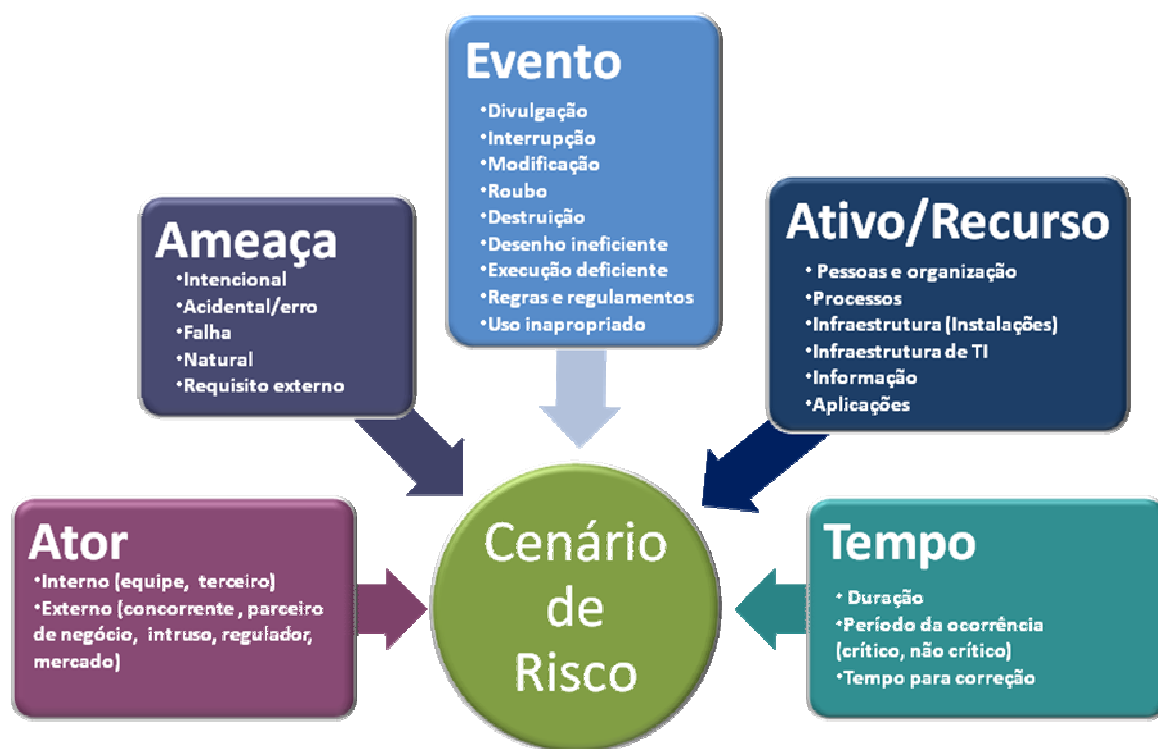 Evento
•Divulgação
•Interrupção
•Modificação
•Roubo
•Destruição
•Desenho ineficiente
•Execução deficiente
•Regras e regulamentos
•Uso inapropriado
Ameaça
•Intencional
•Acidental/erro
•Falha
•Natural
•Requisito externo
Ativo/Recurso
• Pessoas e organização
•Processos
•Infraestrutura (Instalações)
•Infraestrutura de TI
•Informação
•Aplicações
Ator
•Interno (equipe, terceiro)
•Externo (concorrente , parceiro
de negócio, intruso, regulador,
mercado)
Cenário
de
Risco
Tempo
• Duração
•Período da ocorrência
(crítico, não crítico)
•Tempo para correção